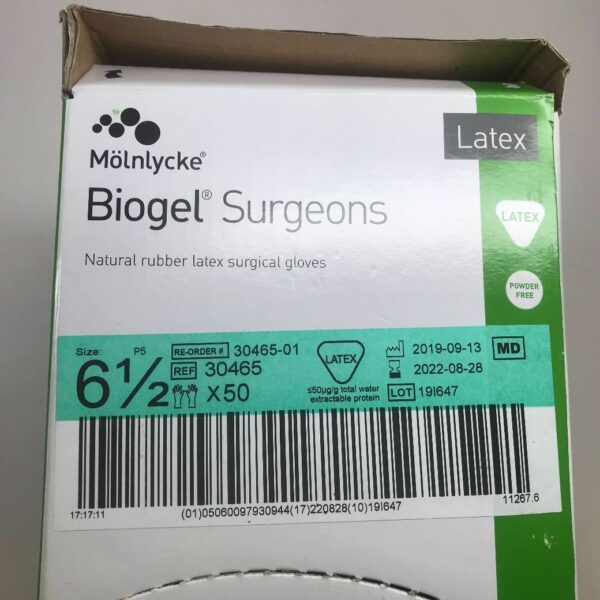 Mölnlycke®
Latex
Biogel® Surgeons
LATEX
Natural rubber latex surgical gloves
POWDER
FREE
Size: P5
6½
RE-ORDER # 30465-01
REF 30465
X50
LATEX
≤50µg/g total water
extractable protein
2019-09-13
2022-08-28
LOT 19I647
MD
17:17:11
(01)05060097930944(17)220828(10)19I647
11267.6